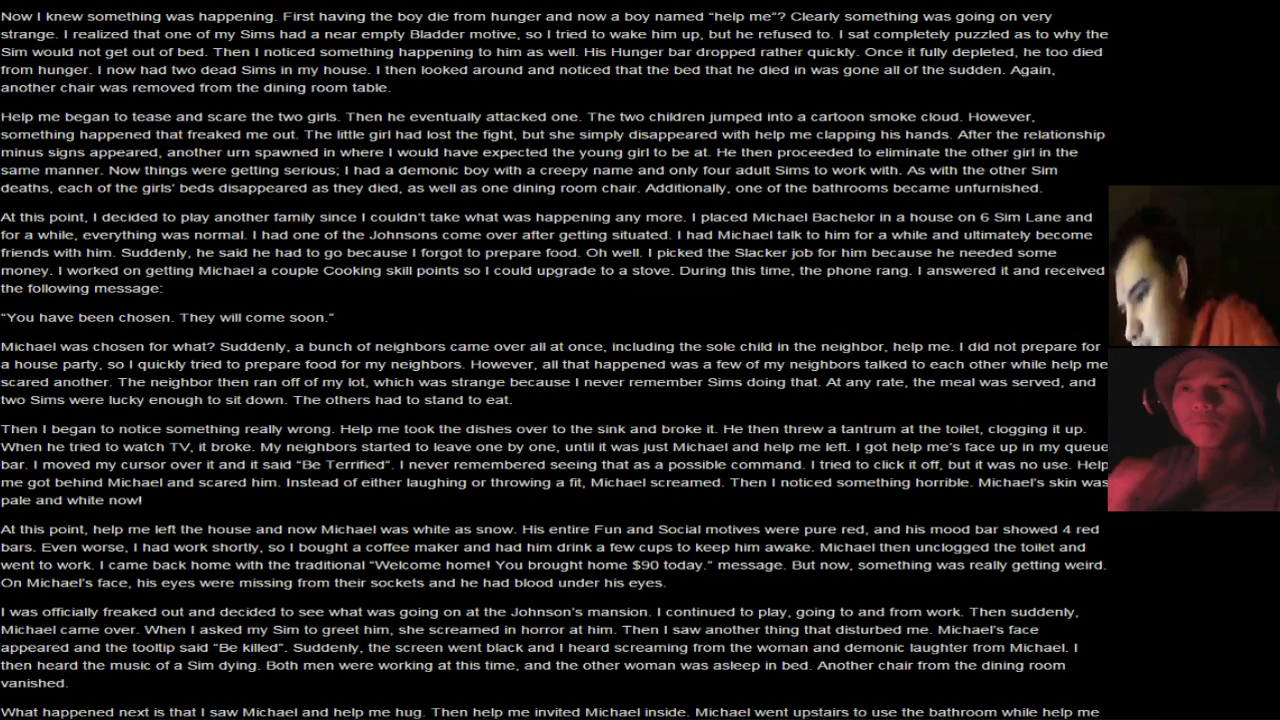 Now I knew something was happening. First having the boy die from hunger and now a boy named “help me”? Clearly something was going on very
strange. I realized that one of my Sims had a near empty Bladder motive, so I tried to wake him up, but he refused to. I sat completely puzzled as to why the
Sim would not get out of bed. Then I noticed something happening to him as well. His Hunger bar dropped rather quickly. Once it fully depleted, he too died
from hunger. I now had two dead Sims in my house. I then looked around and noticed that the bed that he died in was gone all of the sudden. Again,
another chair was removed from the dining room table.
Help me began to tease and scare the two girls. Then he eventually attacked one. The two children jumped into a cartoon smoke cloud. However,
something happened that freaked me out. The little girl had lost the fight, but she simply disappeared with help me clapping his hands. After the relationship
minus signs appeared, another urn spawned in where I would have expected the young girl to be at. He then proceeded to eliminate the other girl in the
same manner. Now things were getting serious; I had a demonic boy with a creepy name and only four adult Sims to work with. As with the other Sim
deaths, each of the girls’ beds disappeared as they died, as well as one dining room chair. Additionally, one of the bathrooms became unfurnished.
At this point, I decided to play another family since I couldn’t take what was happening any more. I placed Michael Bachelor in a house on 6 Sim Lane and
for a while, everything was normal. I had one of the Johnsons come over after getting situated. I had Michael talk to him for a while and ultimately become
friends with him. Suddenly, he said he had to go because I forgot to prepare food. Oh well. I picked the Slacker job for him because he needed some
money. I worked on getting Michael a couple Cooking skill points so I could upgrade to a stove. During this time, the phone rang. I answered it and received
the following message:
“You have been chosen. They will come soon.”
Michael was chosen for what? Suddenly, a bunch of neighbors came over all at once, including the sole child in the neighbor, help me. I did not prepare for
a house party, so I quickly tried to prepare food for my neighbors. However, all that happened was a few of my neighbors talked to each other while help me
scared another. The neighbor then ran off of my lot, which was strange because I never remember Sims doing that. At any rate, the meal was served, and
two Sims were lucky enough to sit down. The others had to stand to eat.
Then I began to notice something really wrong. Help me took the dishes over to the sink and broke it. He then threw a tantrum at the toilet, clogging it up.
When he tried to watch TV, it broke. My neighbors started to leave one by one, until it was just Michael and help me left. I got help me’s face up in my queue
bar. I moved my cursor over it and it said “Be Terrified”. I never remembered seeing that as a possible command. I tried to click it off, but it was no use. Help
me got behind Michael and scared him. Instead of either laughing or throwing a fit, Michael screamed. Then I noticed something horrible. Michael’s skin was
pale and white now!
At this point, help me left the house and now Michael was white as snow. His entire Fun and Social motives were pure red, and his mood bar showed 4 red
bars. Even worse, I had work shortly, so I bought a coffee maker and had him drink a few cups to keep him awake. Michael then unclogged the toilet and
went to work. I came back home with the traditional “Welcome home! You brought home $90 today.” message. But now, something was really getting weird.
On Michael’s face, his eyes were missing from their sockets and he had blood under his eyes.
I was officially freaked out and decided to see what was going on at the Johnson’s mansion. I continued to play, going to and from work. Then suddenly,
Michael came over. When I asked my Sim to greet him, she screamed in horror at him. Then I saw another thing that disturbed me. Michael’s face
appeared and the tooltip said “Be killed”. Suddenly, the screen went black and I heard screaming from the woman and demonic laughter from Michael. I
then heard the music of a Sim dying. Both men were working at this time, and the other woman was asleep in bed. Another chair from the dining room
vanished.
What happened next is that I saw Michael and help me hug. Then help me invited Michael inside. Michael went upstairs to use the bathroom while help me